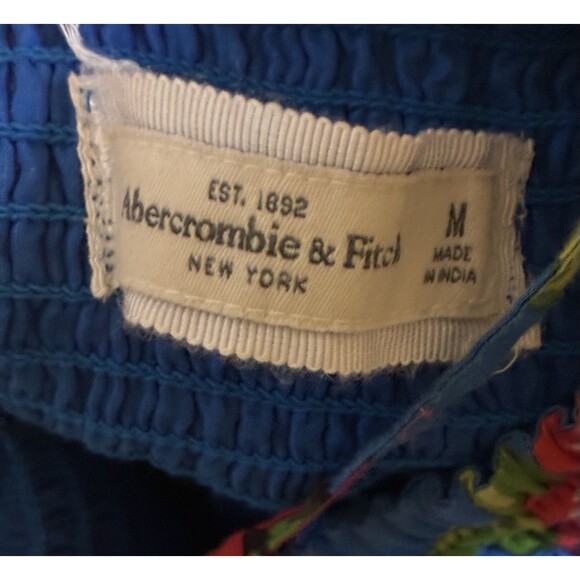 EST. 1892
Abercrombie & Fitch
NEW YORK
M
MADE
IN INDIA